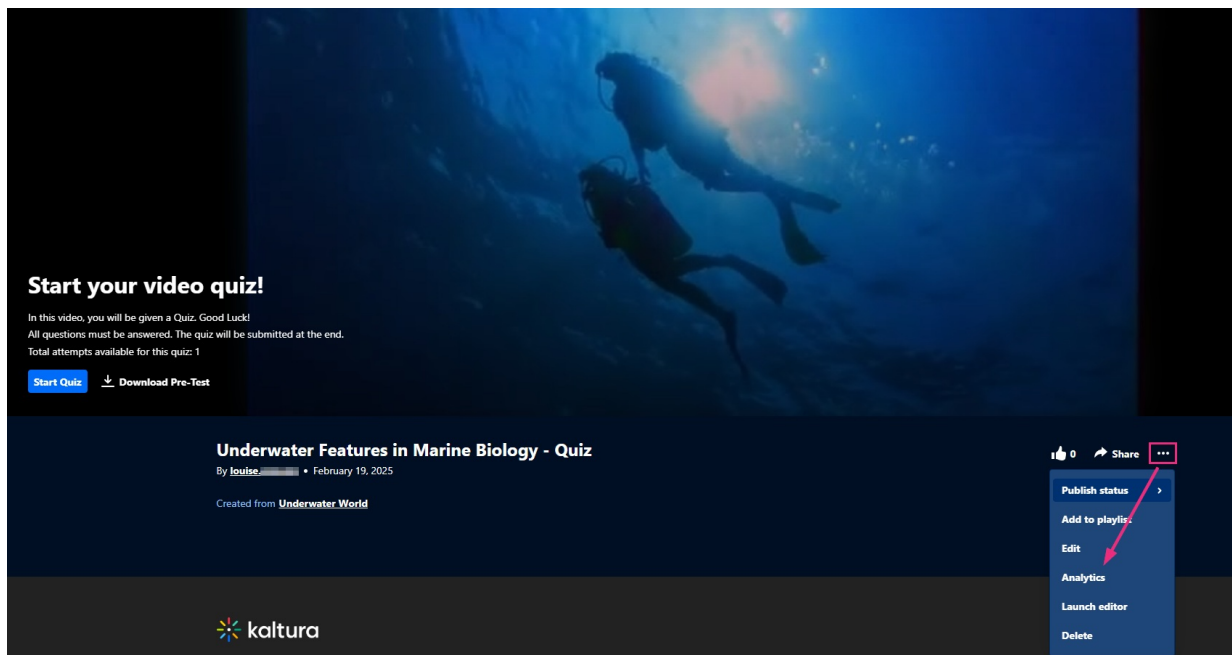 Start your video quiz!
In this video, you will be given a Quiz. Good Luck!
All questions must be answered. The quiz will be submitted at the end.
Total attempts available for this quiz: 1
Start Quiz
Download Pre-Test
Underwater Features in Marine Biology - Quiz
By louise. • February 19, 2025
Created from Underwater World
0 Share ...
Publish status >
Add to playlist
Edit
Analytics
Launch editor
Delete
kaltura